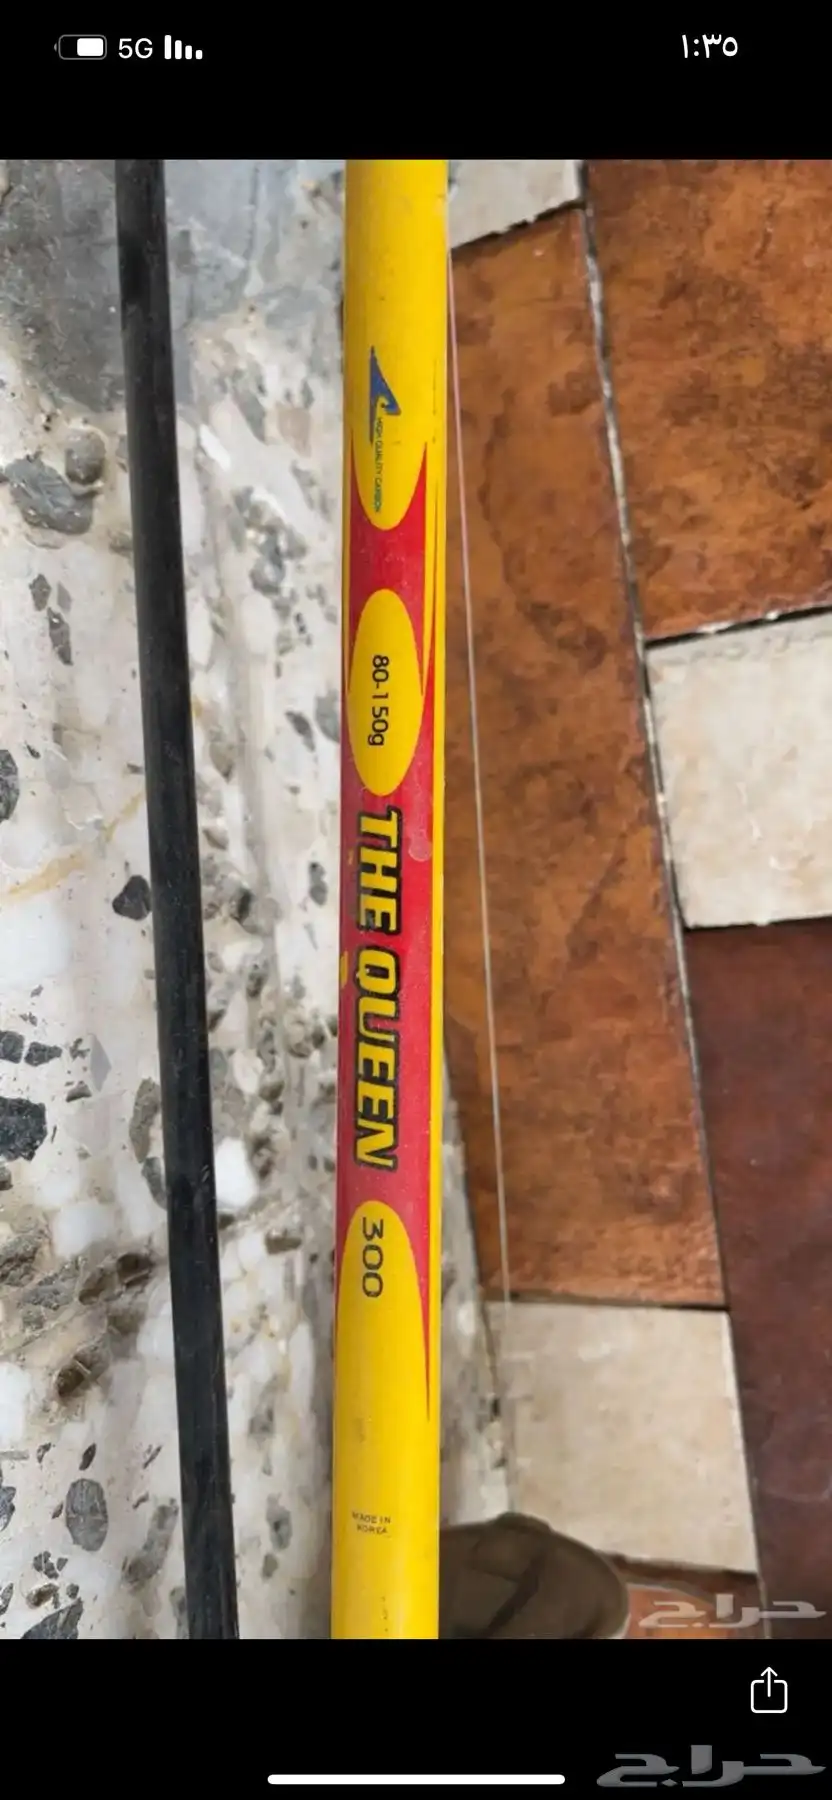 5G
١:٣٥
HIGH QUALITY CARBON
80-150g
THE QUEEN
300
MADE IN
KOREA
حراج
حراج